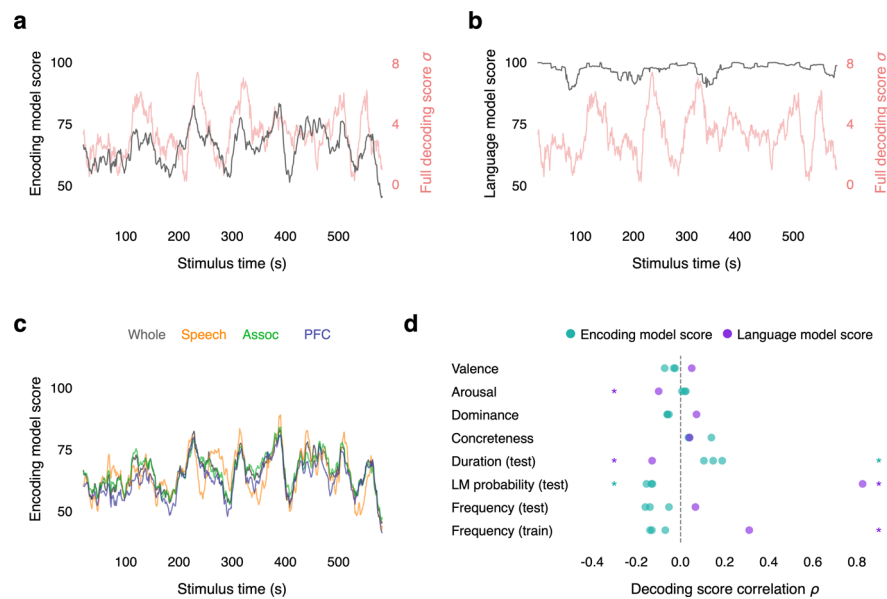 a
Encoding model score
100
75
50
8
4
0
Full decoding score σ
100 200 300 400 500
Stimulus time (s)
b
Language model score
100
75
50
8
4
0
Full decoding score σ
100 200 300 400 500
Stimulus time (s)
c
Whole Speech Assoc PFC
Encoding model score
100
75
50
100 200 300 400 500
Stimulus time (s)
d
Encoding model score Language model score
Valence
Arousal * 
Dominance
Concreteness
Duration (test) * *
LM probability (test) * *
Frequency (test)
Frequency (train) *
-0.4 -0.2 0.0 0.2 0.4 0.6 0.8
Decoding score correlation ρ